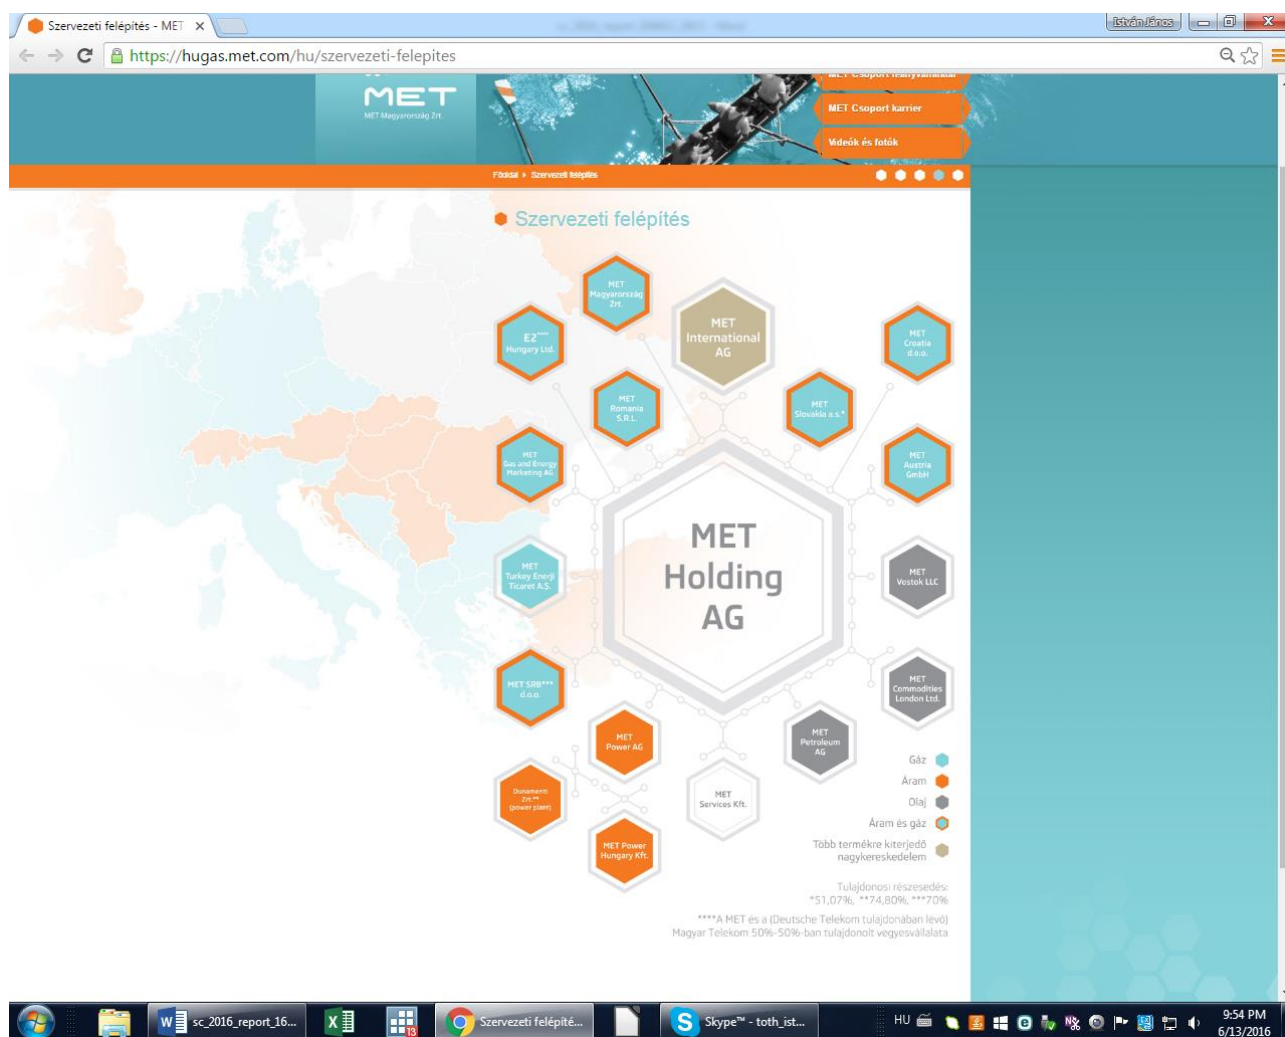 Szervezeti felépítés - MET
István János
https://hugas.met.com/hu/szervezeti-felepites
MET
MET Magyarország Zrt.
MET Csoport leányvállalatai
MET Csoport karrier
Videók és fotók
Főoldal Szervezeti felépítés
Szervezeti felépítés
MET
Magyarország
Zrt.
MET
International
AG
E2****
Hungary Ltd.
MET
Croatia
d.o.o.
MET
Romania
S.R.L.
MET
Slovakia a.s.*
MET
Gas and Energy
Marketing AG
MET
Austria
GmbH
MET
Holding
AG
MET
Turkey Enerji
Ticaret A.Ş.
MET
Vostok LLC
MET SRB***
d.o.o.
MET
Commodities
London Ltd.
MET
Power AG
MET
Petroleum
AG
Dunamenti
Zrt.**
(power plant)
MET
Services Kft.
MET Power
Hungary Kft.
Gáz
Áram
Olaj
Áram és gáz
Több termékre kiterjedő
nagykereskedelem
Tulajdonosi részesedés:
*51,07%, **74,80%, ***70%
****A MET és a (Deutsche Telekom tulajdonában lévő)
Magyar Telekom 50%-50%-ban tulajdonolt vegyesvállalata
sc_2016_report_16...
13
Szervezeti felépíté...
Skype™ - toth_ist...
HU
9:54 PM
6/13/2016